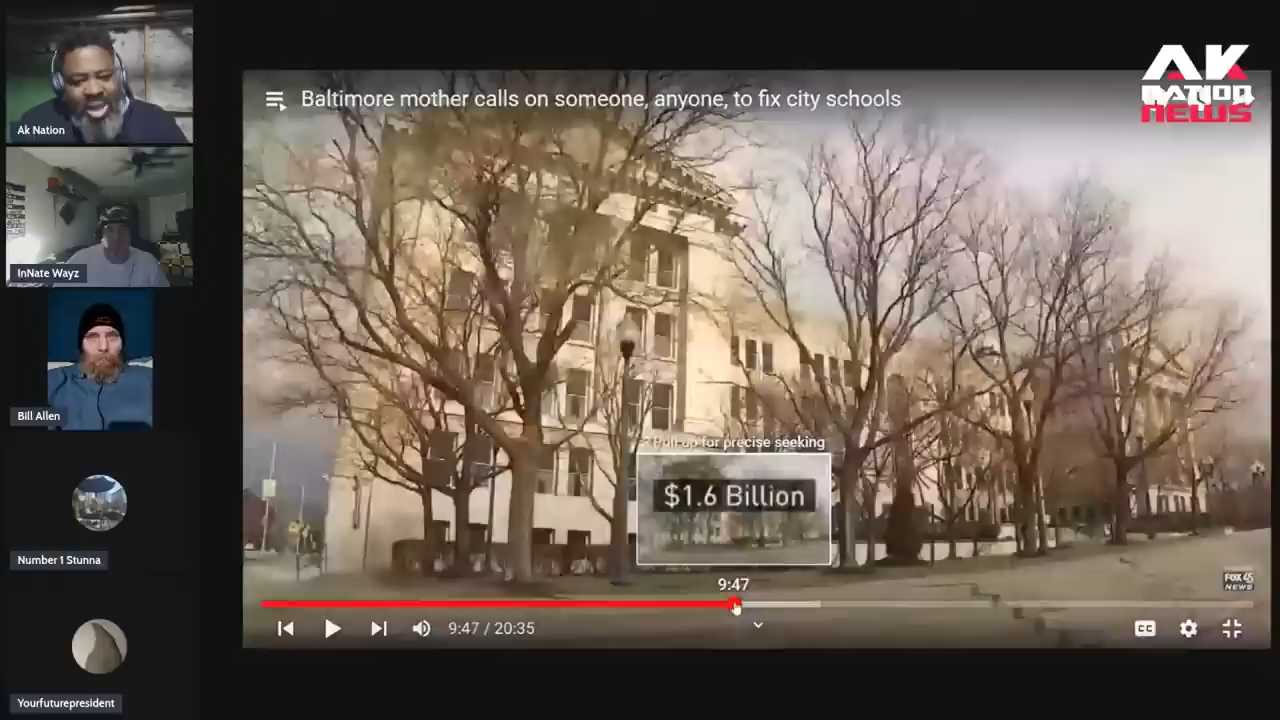 Ak Nation
InNate Wayz
Bill Allen
Number 1 Stunna
Yourfuturepresident
AK
NATION
NEWS
Baltimore mother calls on someone, anyone, to fix city schools
Pull up for precise seeking
$1.6 Billion
9:47
FOX 45
NEWS
9:47 / 20:35
CC